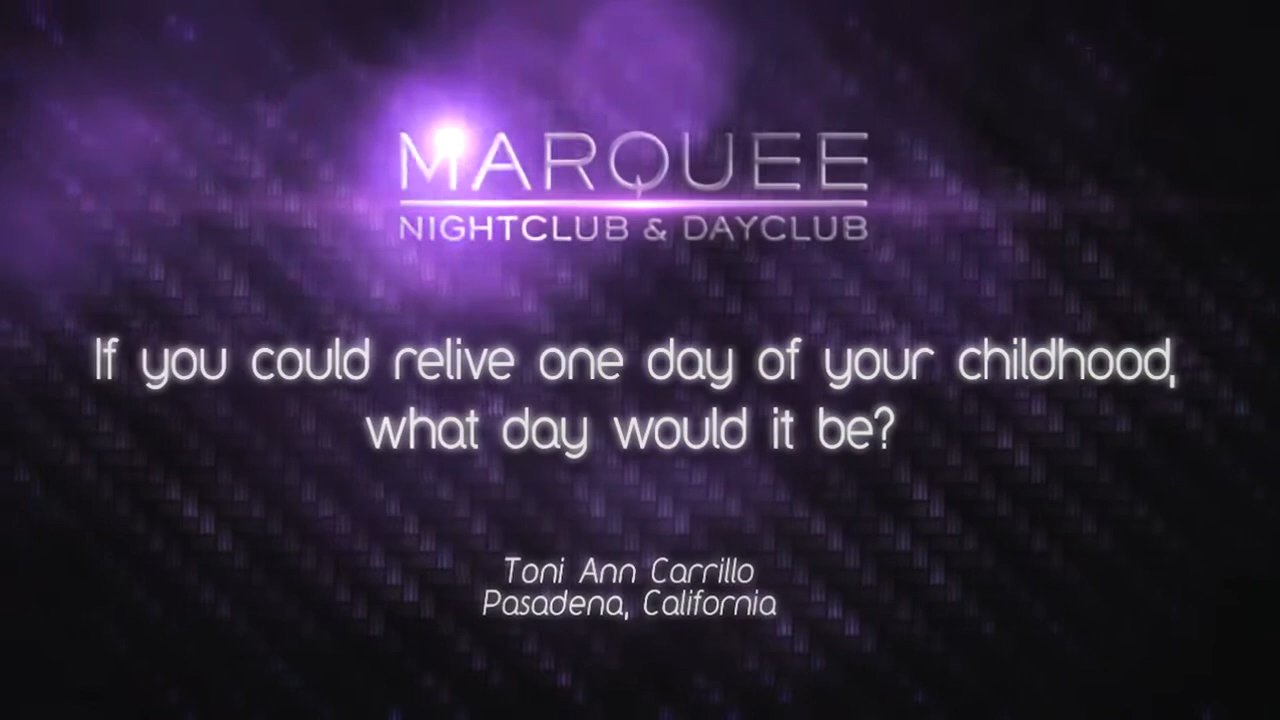 MARQUEE
NIGHTCLUB & DAYCLUB
If you could relive one day of your childhood,
what day would it be?
Toni Ann Carrillo
Pasadena, California